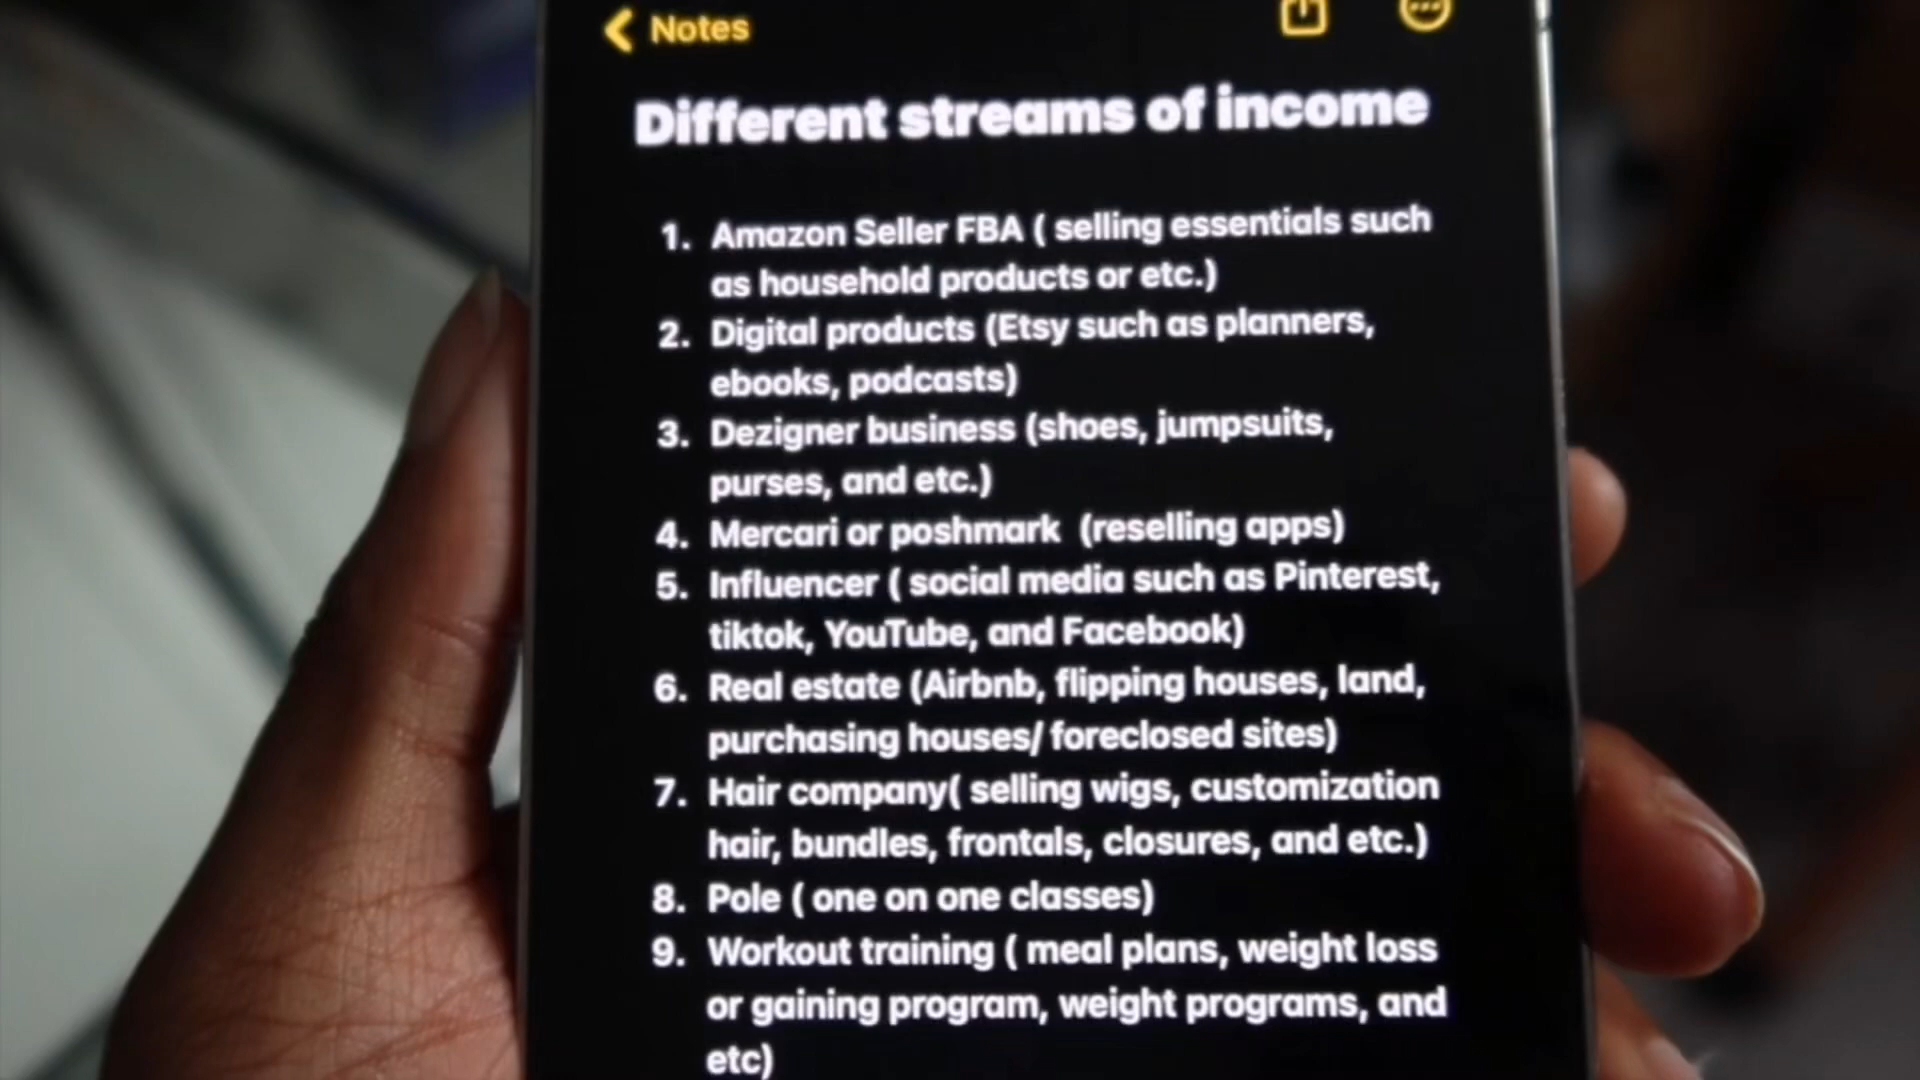 Notes
Different streams of income
1. Amazon Seller FBA ( selling essentials such
as household products or etc.)
2. Digital products (Etsy such as planners,
ebooks, podcasts)
3. Dezigner business (shoes, jumpsuits,
purses, and etc.)
4. Mercari or poshmark  (reselling apps)
5. Influencer ( social media such as Pinterest,
tiktok, YouTube, and Facebook)
6. Real estate (Airbnb, flipping houses, land,
purchasing houses/ foreclosed sites)
7. Hair company( selling wigs, customization
hair, bundles, frontals, closures, and etc.)
8. Pole ( one on one classes)
9. Workout training ( meal plans, weight loss
or gaining program, weight programs, and
etc)